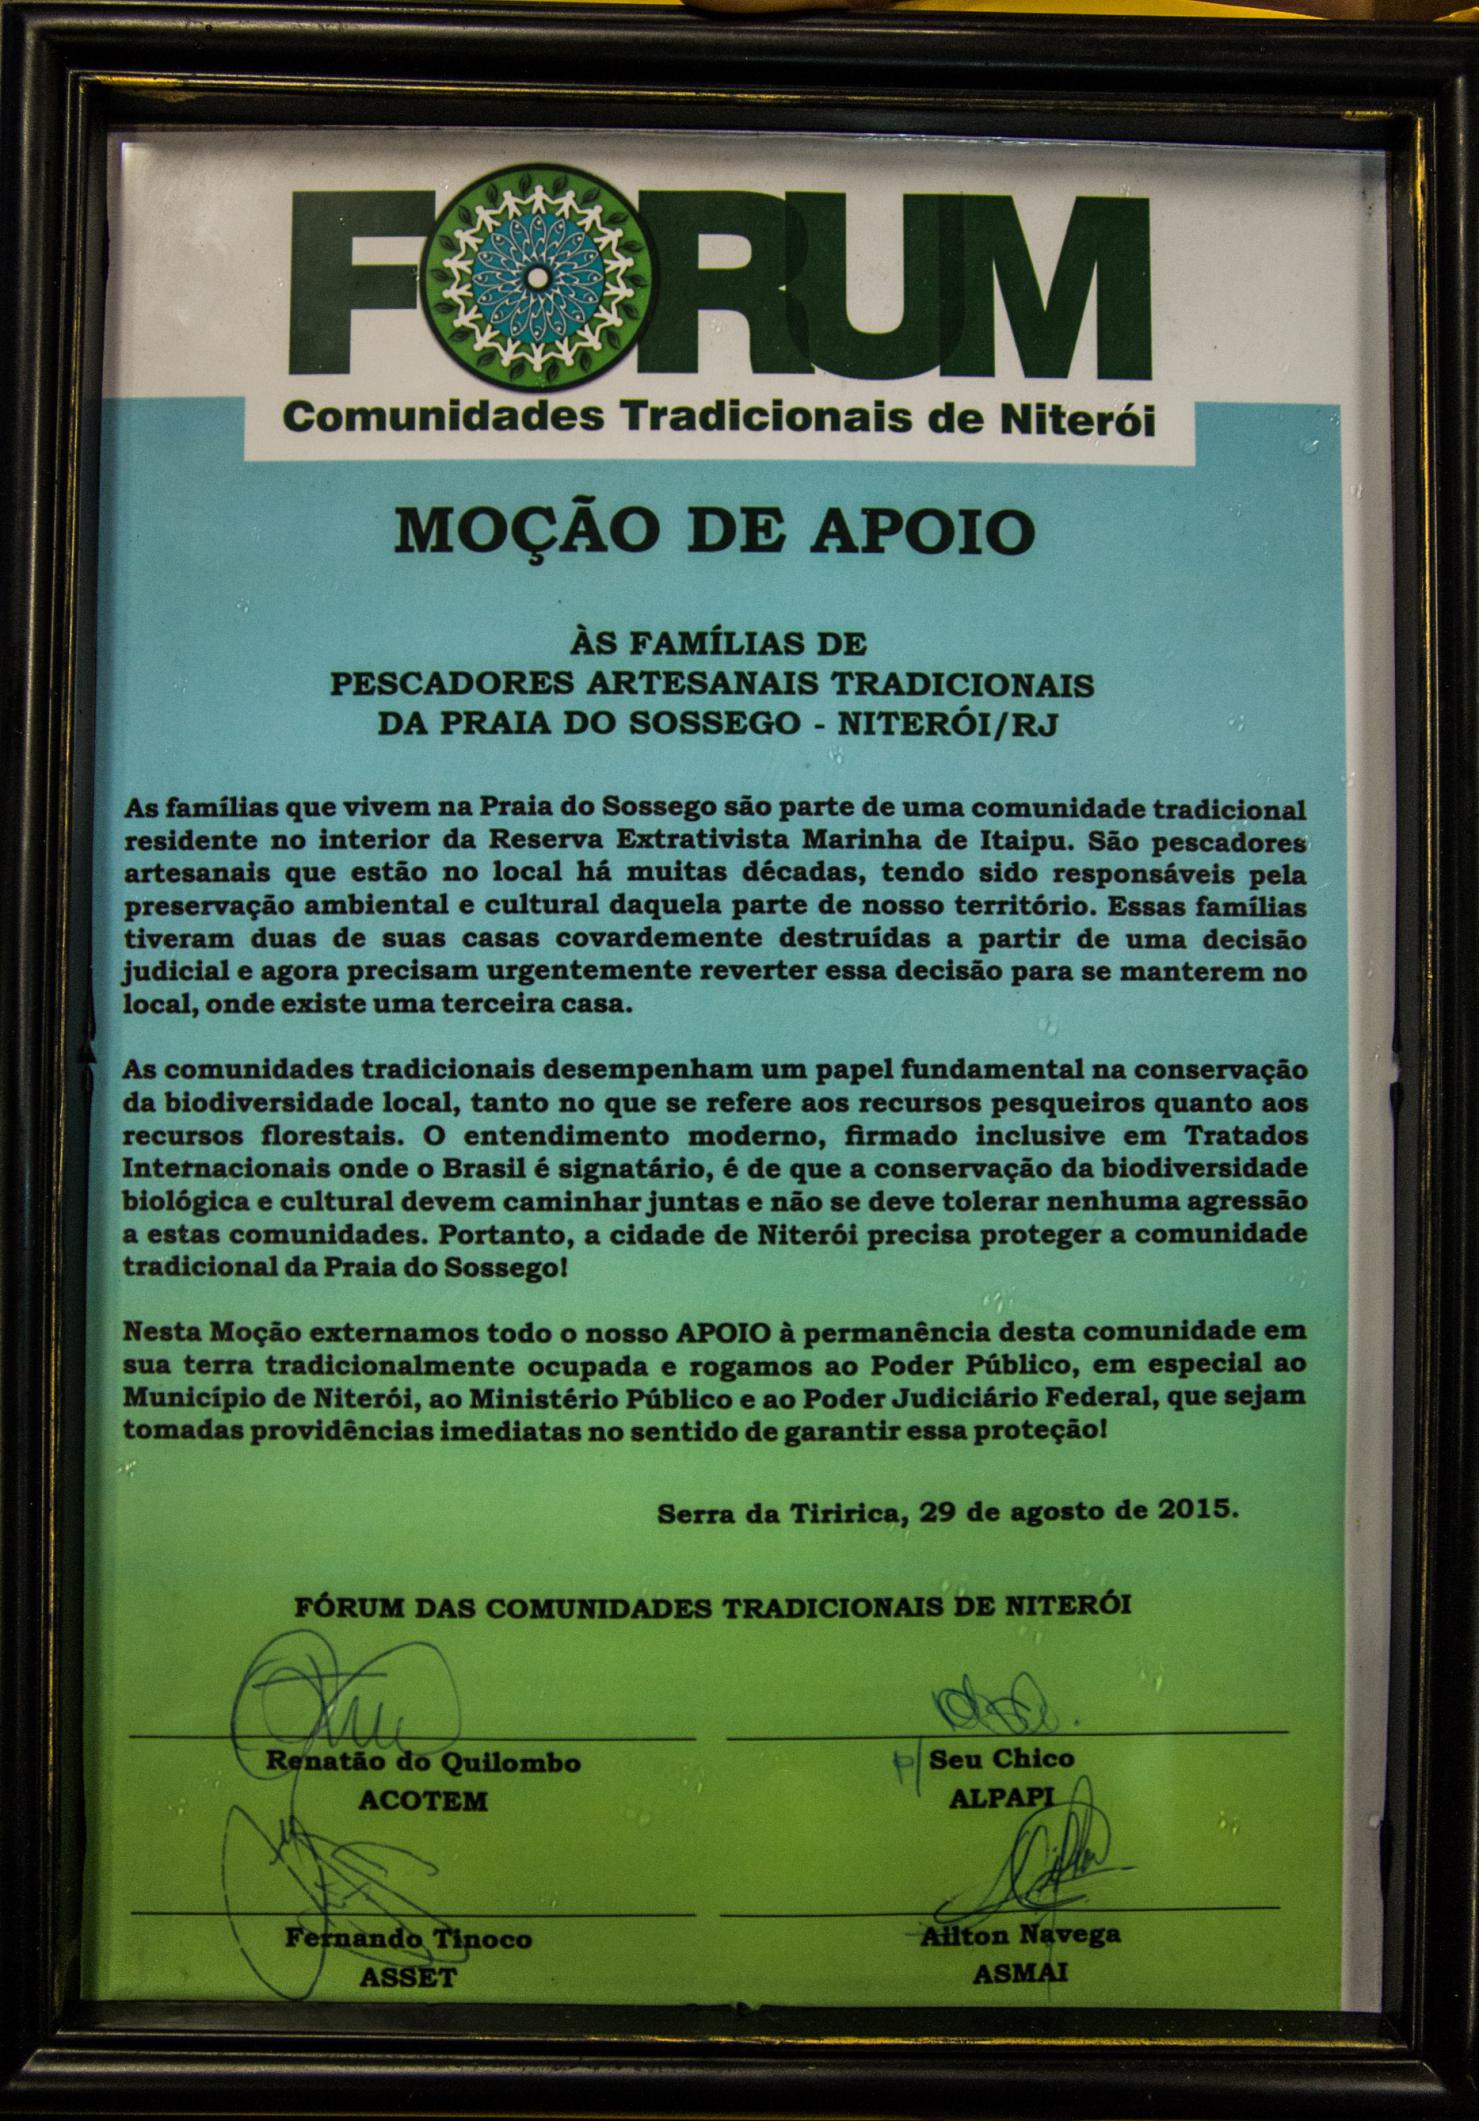 FORUM
Comunidades Tradicionais de Niterói
MOÇÃO DE APOIO
ÀS FAMÍLIAS DE
PESCADORES ARTESANAIS TRADICIONAIS
DA PRAIA DO SOSSEGO - NITERÓI/RJ
As famílias que vivem na Praia do Sossego são parte de uma comunidade tradicional
residente no interior da Reserva Extrativista Marinha de Itaipu. São pescadores
artesanais que estão no local há muitas décadas, tendo sido responsáveis pela
preservação ambiental e cultural daquela parte de nosso território. Essas famílias
tiveram duas de suas casas covardemente destruídas a partir de uma decisão
judicial e agora precisam urgentemente reverter essa decisão para se manterem no
local, onde existe uma terceira casa.
As comunidades tradicionais desempenham um papel fundamental na conservação
da biodiversidade local, tanto no que se refere aos recursos pesqueiros quanto aos
recursos florestais. O entendimento moderno, firmado inclusive em Tratados
Internacionais onde o Brasil é signatário, é de que a conservação da biodiversidade
biológica e cultural devem caminhar juntas e não se deve tolerar nenhuma agressão
a estas comunidades. Portanto, a cidade de Niterói precisa proteger a comunidade
tradicional da Praia do Sossego!
Nesta Moção externamos todo o nosso APOIO à permanência desta comunidade em
sua terra tradicionalmente ocupada e rogamos ao Poder Público, em especial ao
Município de Niterói, ao Ministério Público e ao Poder Judiciário Federal, que sejam
tomadas providências imediatas no sentido de garantir essa proteção!
Serra da Tiririca, 29 de agosto de 2015.
FÓRUM DAS COMUNIDADES TRADICIONAIS DE NITERÓI
Renatão do Quilombo
ACOTEM
p/ Seu Chico
ALPAPI
Fernando Tinoco
ASSET
Ailton Navega
ASMAI